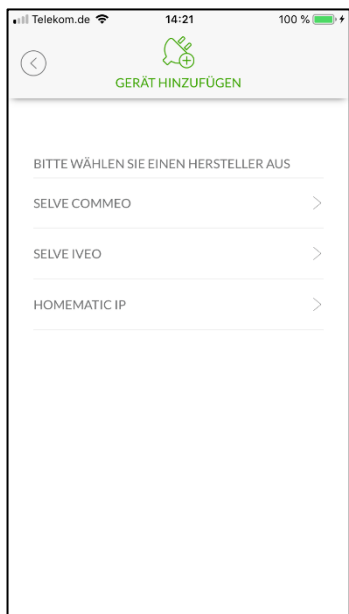 Telekom.de 14:21 100 %
GERÄT HINZUFÜGEN
BITTE WÄHLEN SIE EINEN HERSTELLER AUS
SELVE COMMEO
SELVE IVEO
HOMEMATIC IP